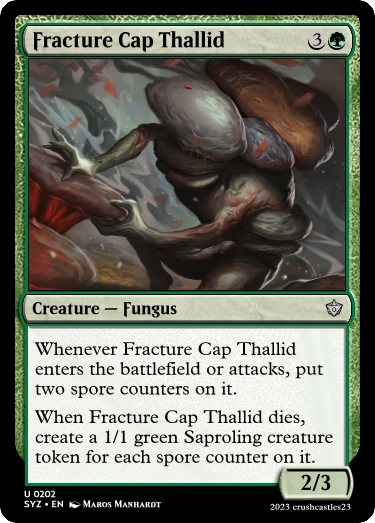 Fracture Cap Thallid 3
Creature — Fungus
Whenever Fracture Cap Thallid
enters the battlefield or attacks, put
two spore counters on it.
When Fracture Cap Thallid dies,
create a 1/1 green Saproling creature
token for each spore counter on it.
2/3
U 0202
SYZ • EN Maros Manhardt
2023 crushcastles23